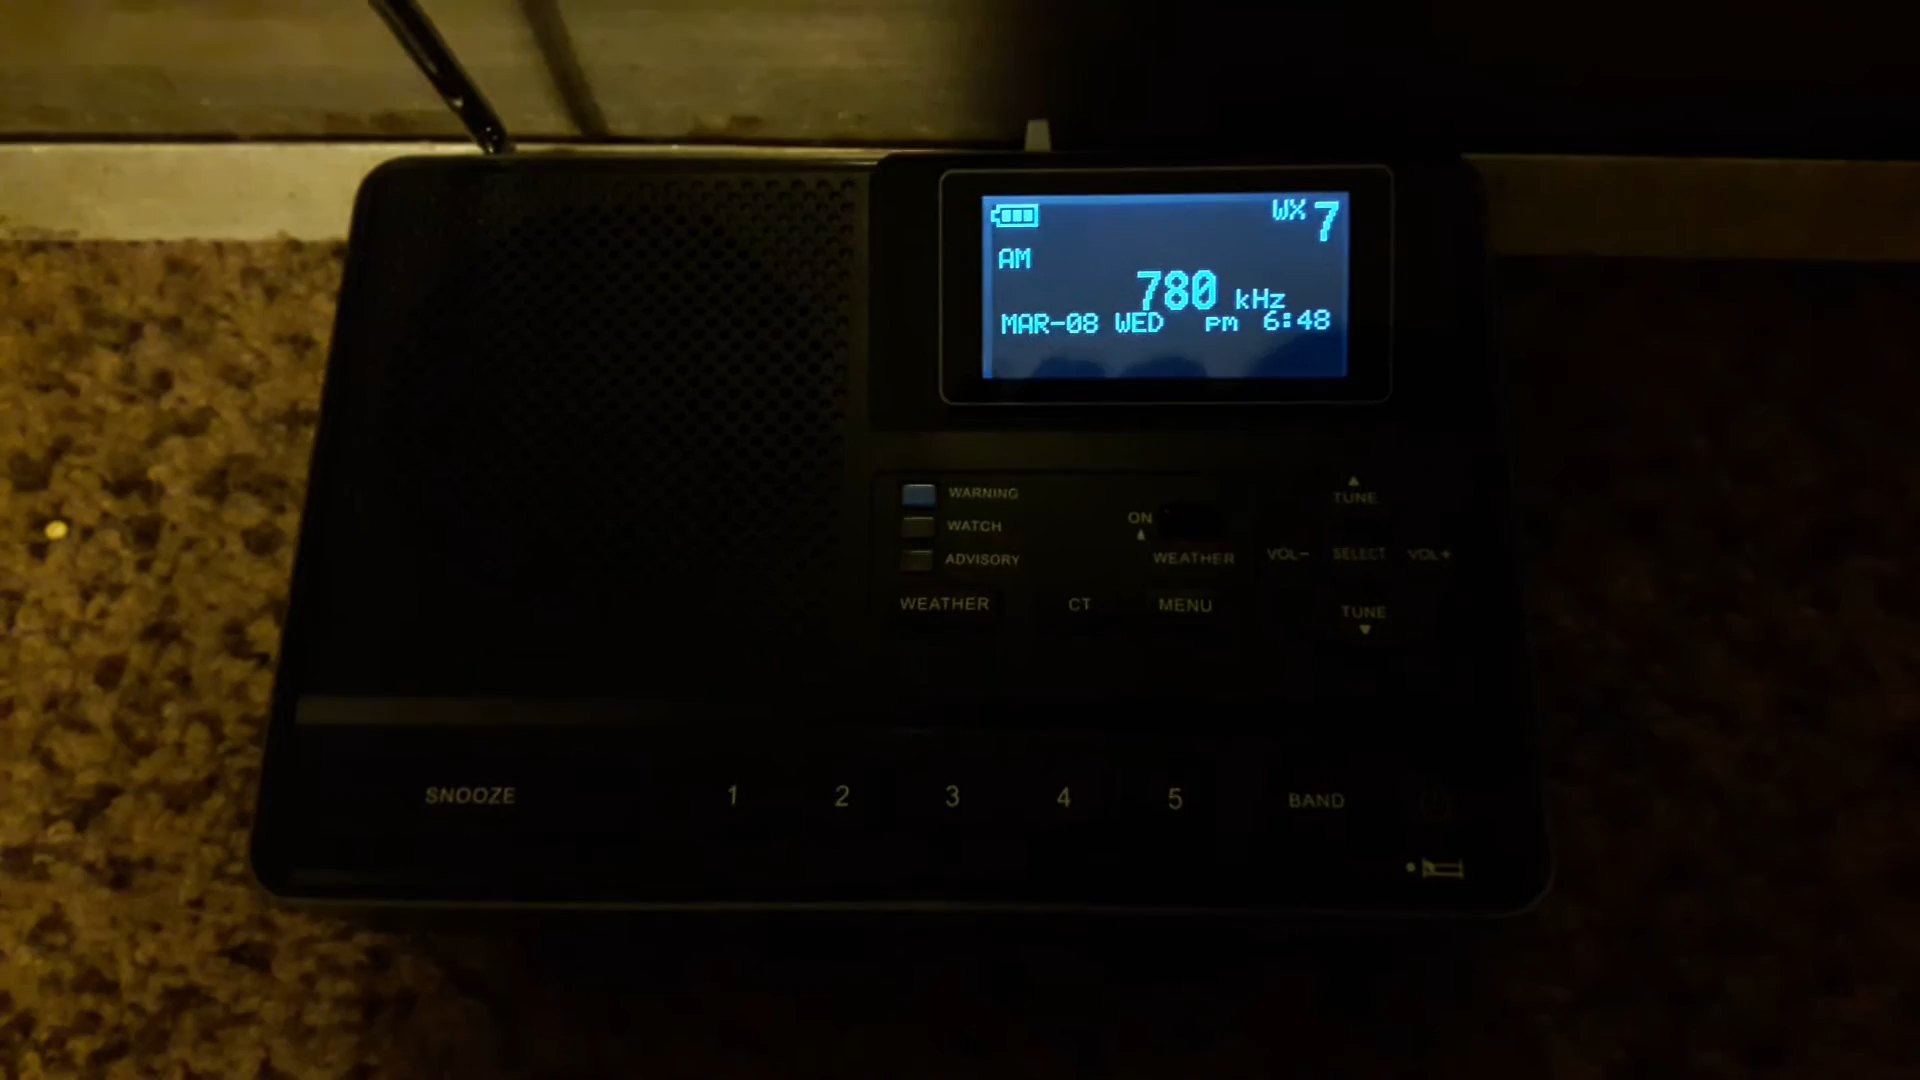 WX 7
AM
780 kHz
MAR-08 WED PM 6:48
WARNING
WATCH
ADVISORY
ON
WEATHER
WEATHER
CT
MENU
TUNE
VOL-
SELECT
VOL+
TUNE
SNOOZE
1
2
3
4
5
BAND